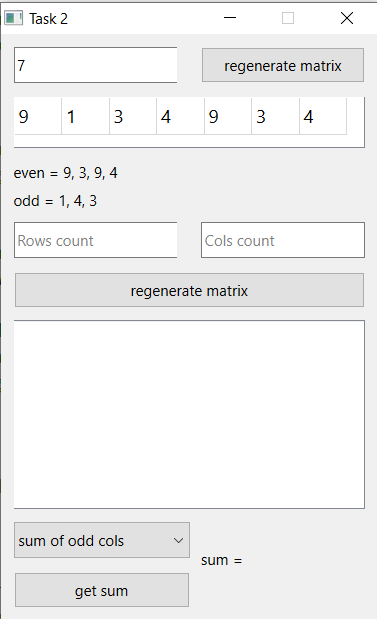 Task 2
7 regenerate matrix
9 1 3 4 9 3 4
even = 9, 3, 9, 4
odd = 1, 4, 3
Rows count Cols count
regenerate matrix
sum of odd cols
sum =
get sum